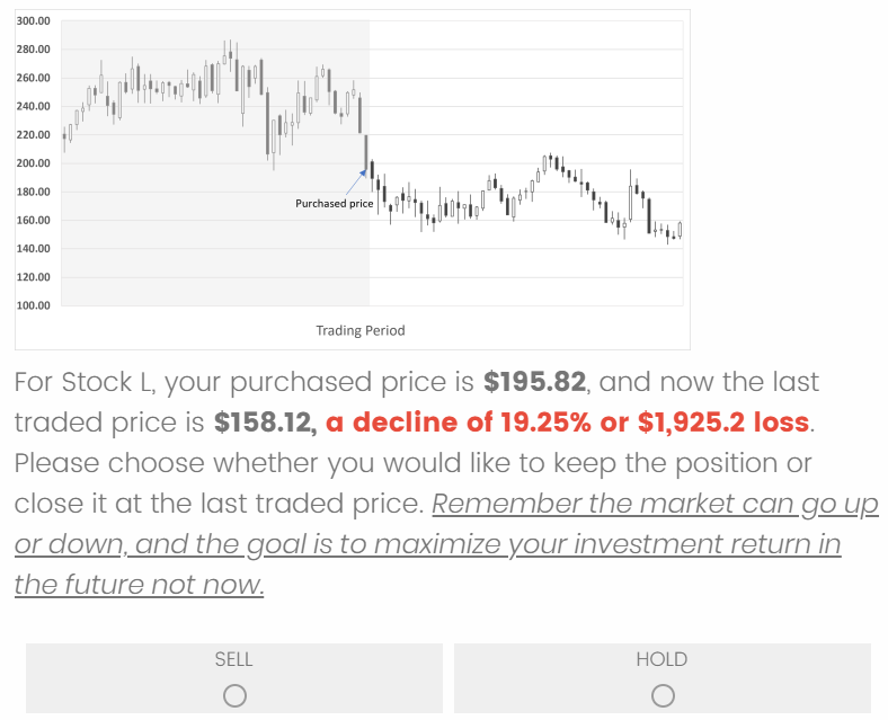 300.00
280.00
260.00
240.00
220.00
200.00
180.00
160.00
140.00
120.00
100.00
Purchased price
Trading Period
For Stock L, your purchased price is $195.82, and now the last
traded price is $158.12, a decline of 19.25% or $1,925.2 loss.
Please choose whether you would like to keep the position or
close it at the last traded price. Remember the market can go up
or down, and the goal is to maximize your investment return in
the future not now.
SELL
HOLD